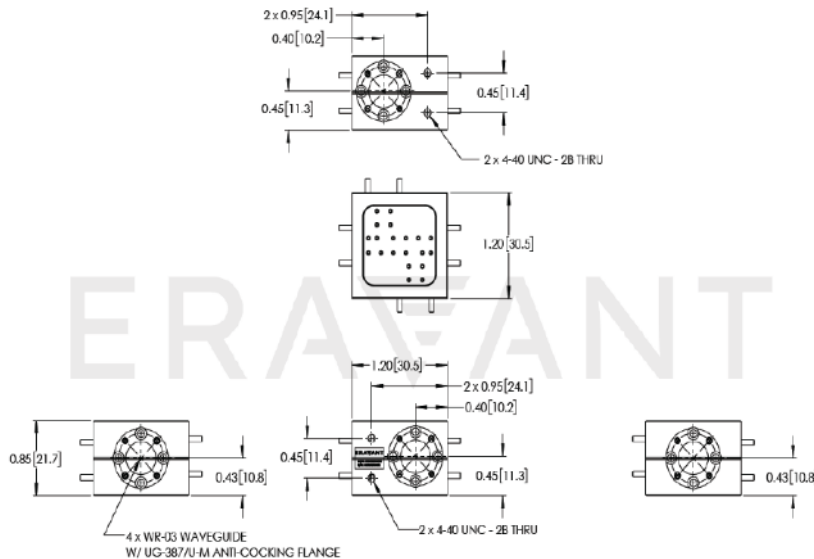 2 x 0.95[24.1]
0.40[10.2]
0.45[11.3]
0.45[11.4]
2 x 4-40 UNC - 2B THRU
1.20[30.5]
ERAVANT
1.20[30.5]
2 x 0.95[24.1]
0.40[10.2]
0.85[21.7]
0.43[10.8]
0.45[11.4]
ERAVANT
0.45[11.3]
0.43[10.8
2 x 4-40 UNC - 2B THRU
4 x WR-03 WAVEGUIDE
W/ UG-387/U-M ANTI-COCKING FLANGE